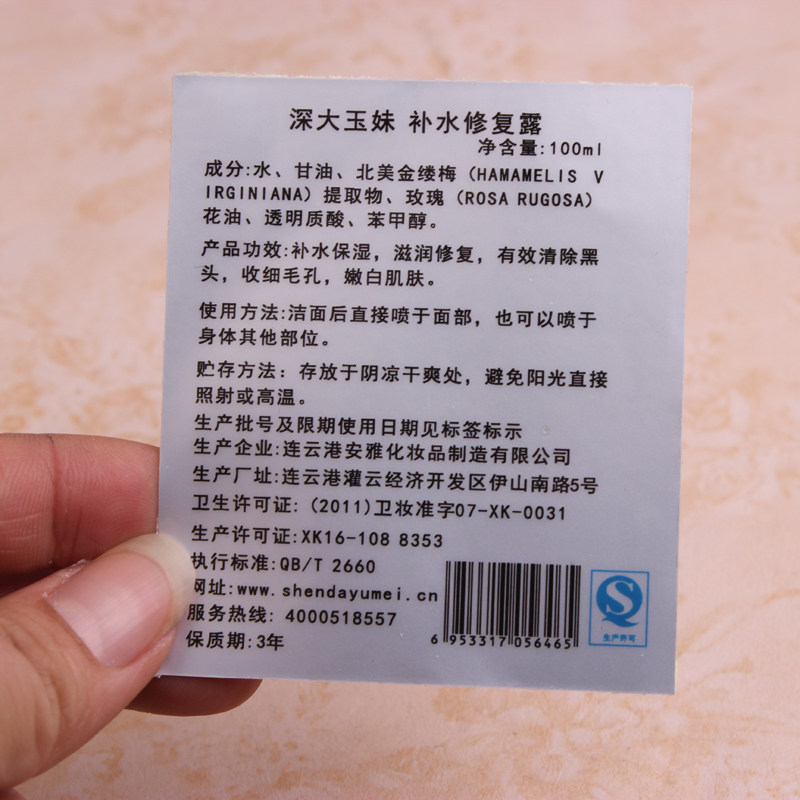 深大玉妹 补水修复露
净含量:100ml
成分:水、甘油、北美金缕梅（HAMAMELIS V
IRGINIANA）提取物、玫瑰（ROSA RUGOSA）
花油、透明质酸、苯甲醇。
产品功效:补水保湿，滋润修复，有效清除黑
头，收细毛孔，嫩白肌肤。
使用方法:洁面后直接喷于面部，也可以喷于
身体其他部位。
贮存方法：存放于阴凉干爽处，避免阳光直接
照射或高温。
生产批号及限期使用日期见标签标示
生产企业:连云港安雅化妆品制造有限公司
生产厂址:连云港灌云经济开发区伊山南路5号
卫生许可证:（2011)卫妆准字07-XK-0031
生产许可证:XK16-108 8353
执行标准:QB/T 2660
网址:www.shendayumei.cn
服务热线: 4000518557
保质期:3年
6 953317 056465
生产许可